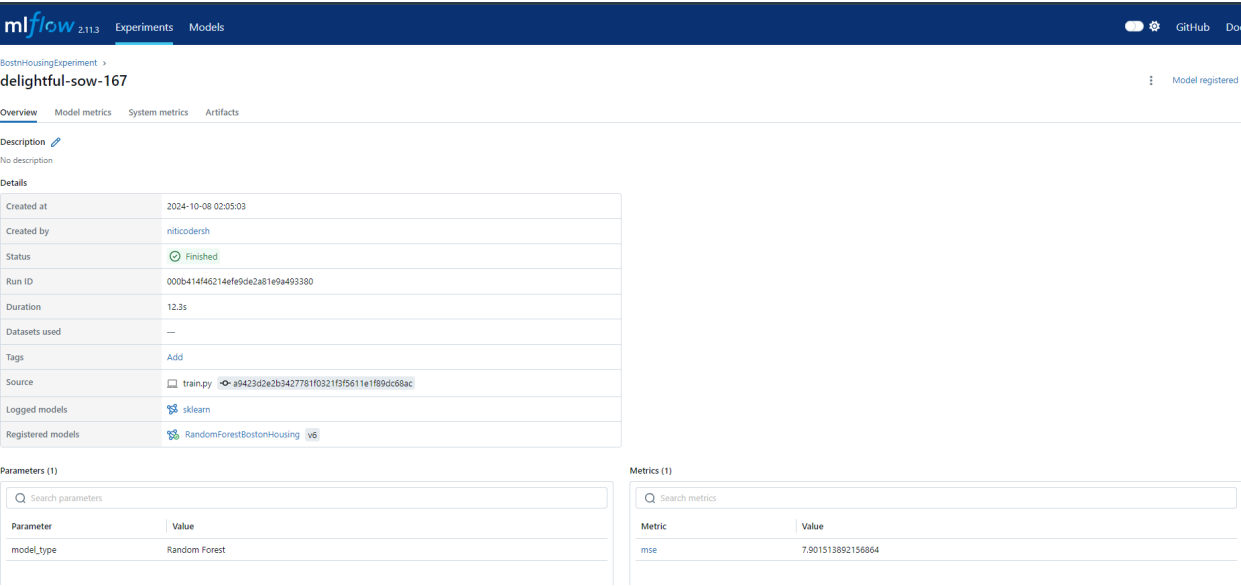 mlflow 2.11.3 Experiments Models GitHub Do
BostnHousingExperiment >
delightful-sow-167
Model registered
Overview Model metrics System metrics Artifacts
Description
No description
Details
Created at 2024-10-08 02:05:03
Created by niticodersh
Status Finished
Run ID 000b414f46214efe9de2a81e9a493380
Duration 12.3s
Datasets used —
Tags Add
Source train.py a9423d2e2b3427781f0321f3f5611e1f89dc68ac
Logged models sklearn
Registered models RandomForestBostonHousing v6
Parameters (1) Metrics (1)
Search parameters Search metrics
Parameter Value Metric Value
model_type Random Forest mse 7.901513892156864